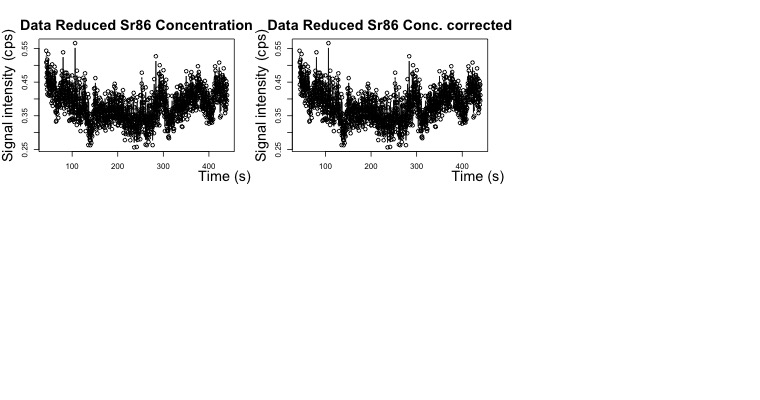 Data Reduced Sr86 Concentration
Signal intensity (cps)
0.55
0.45
0.35
0.25
100 200 300 400
Time (s)
Data Reduced Sr86 Conc. corrected
Signal intensity (cps)
0.55
0.45
0.35
0.25
100 200 300 400
Time (s)